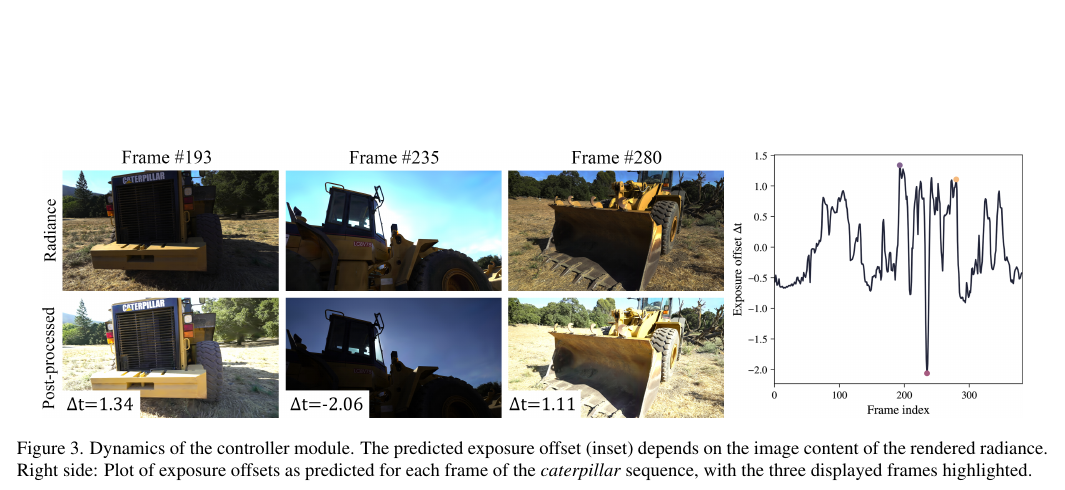 Frame #193
Frame #235
Frame #280
Radiance
CATERPILLAR
Post-processed
CATERPILLAR
Δt=1.34
Δt=-2.06
Δt=1.11
Exposure offset Δt
1.5
1.0
0.5
0.0
−0.5
−1.0
−1.5
−2.0
0
100
200
300
Frame index
Figure 3. Dynamics of the controller module. The predicted exposure offset (inset) depends on the image content of the rendered radiance.
Right side: Plot of exposure offsets as predicted for each frame of the caterpillar sequence, with the three displayed frames highlighted.